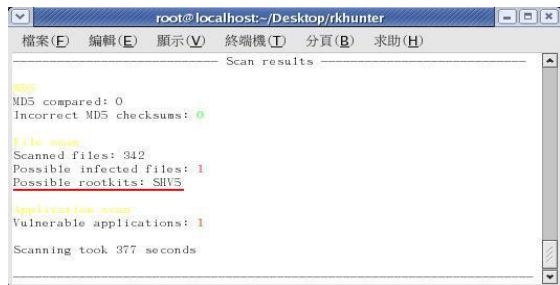 root@localhost:~/Desktop/rkhunter
檔案(F) 編輯(E) 顯示(V) 終端機(T) 分頁(B) 求助(H)
Scan results
MD5
MD5 compared: 0
Incorrect MD5 checksums: 0
File scan
Scanned files: 342
Possible infected files: 1
Possible rootkits: SHV5
Application scan
Vulnerable applications: 1
Scanning took 377 seconds